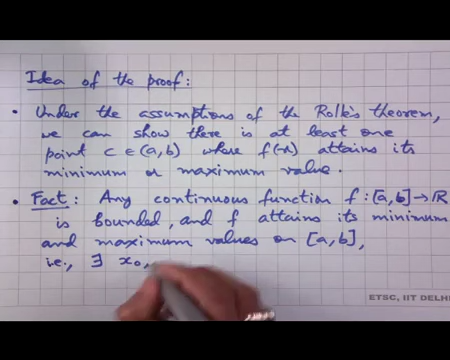 Idea of the proof:
• Under the assumptions of the Rolle's theorem,
we can show there is at least one
point c ∈ (a,b) where f(x) attains its
minimum or maximum value.
• Fact: Any continuous function f: [a,b] → ℝ
is bounded, and f attains its minimum
and maximum values on [a,b],
i.e., ∃ x₀,
ETSC, IIT DELHI